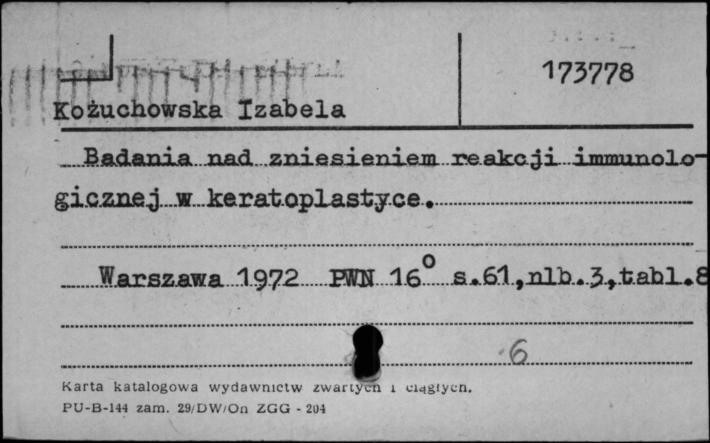 173778
Kożuchowska Izabela
Badania nad zniesieniem reakcji immunolo-
gicznej w keratoplastyce.
Warszawa 1972 PWN 16° s.61,nlb.3,tabl.8
6
Karta katalogowa wydawnictw zwartych i ciągłych.
PU-B-144 zam. 29/DW/On ZGG - 204